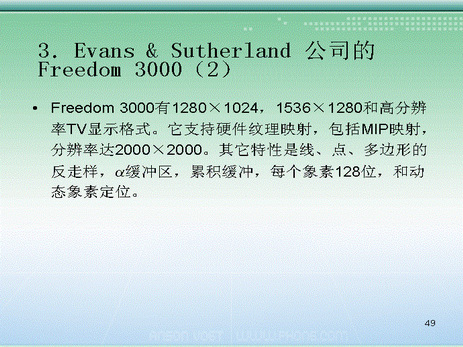 3. Evans & Sutherland 公司的
Freedom 3000（2）
• Freedom 3000有1280×1024，1536×1280和高分辨
率TV显示格式。它支持硬件纹理映射，包括MIP映射，
分辨率达2000×2000。其它特性是线、点、多边形的
反走样，α缓冲区，累积缓冲，每个象素128位，和动
态象素定位。
49